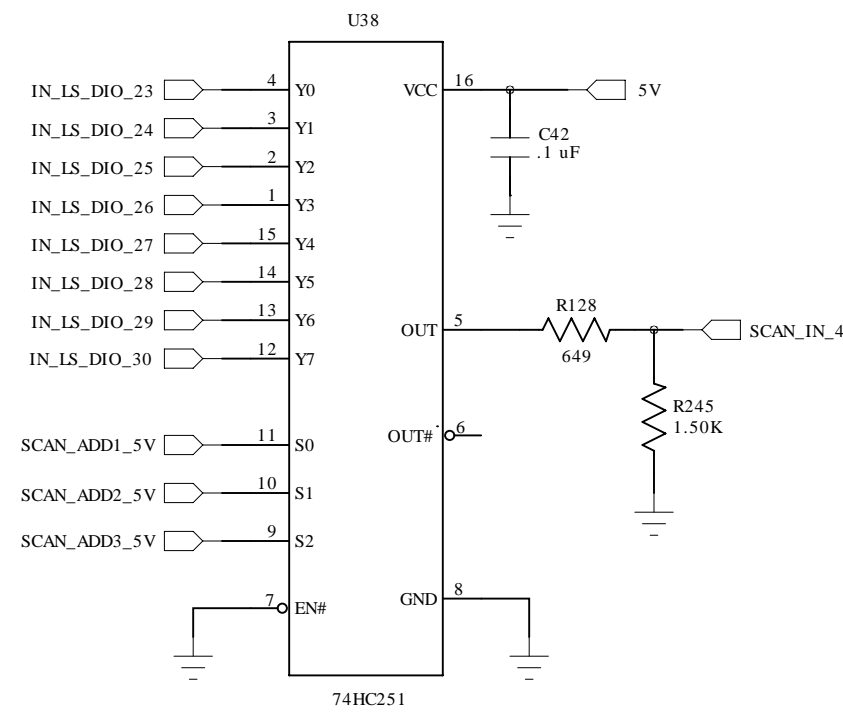 U38
IN_LS_DIO_23 4 Y0 VCC 16 5V
IN_LS_DIO_24 3 Y1
C42
.1 uF
IN_LS_DIO_25 2 Y2
IN_LS_DIO_26 1 Y3
IN_LS_DIO_27 15 Y4
IN_LS_DIO_28 14 Y5
IN_LS_DIO_29 13 Y6
IN_LS_DIO_30 12 Y7
OUT 5 R128 SCAN_IN_4
649
R245
1.50K
OUT# 6
SCAN_ADD1_5V 11 S0
SCAN_ADD2_5V 10 S1
SCAN_ADD3_5V 9 S2
7 EN# GND 8
74HC251